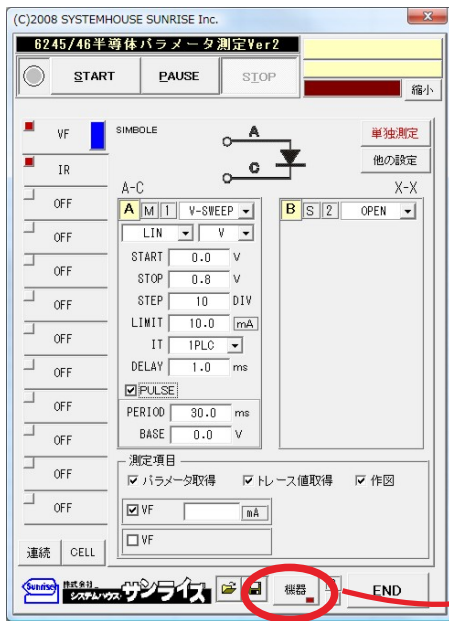 (C)2008 SYSTEMHOUSE SUNRISE Inc.
6245/46半導体パラメータ測定Ver2
START PAUSE STOP
縮小
VF
IR
OFF
OFF
OFF
OFF
OFF
OFF
OFF
OFF
OFF
OFF
連続 CELL
SIMBOLE
A
C
単独測定
他の設定
A-C
X-X
A M 1 V-SWEEP
LIN V
START 0.0 V
STOP 0.8 V
STEP 10 DIV
LIMIT 10.0 mA
IT 1PLC
DELAY 1.0 ms
PULSE
PERIOD 30.0 ms
BASE 0.0 V
B S 2 OPEN
測定項目
パラメータ取得 トレース値取得 作図
VF mA
VF
Sunrise 株式会社 システムハウス サンライズ 機器 END